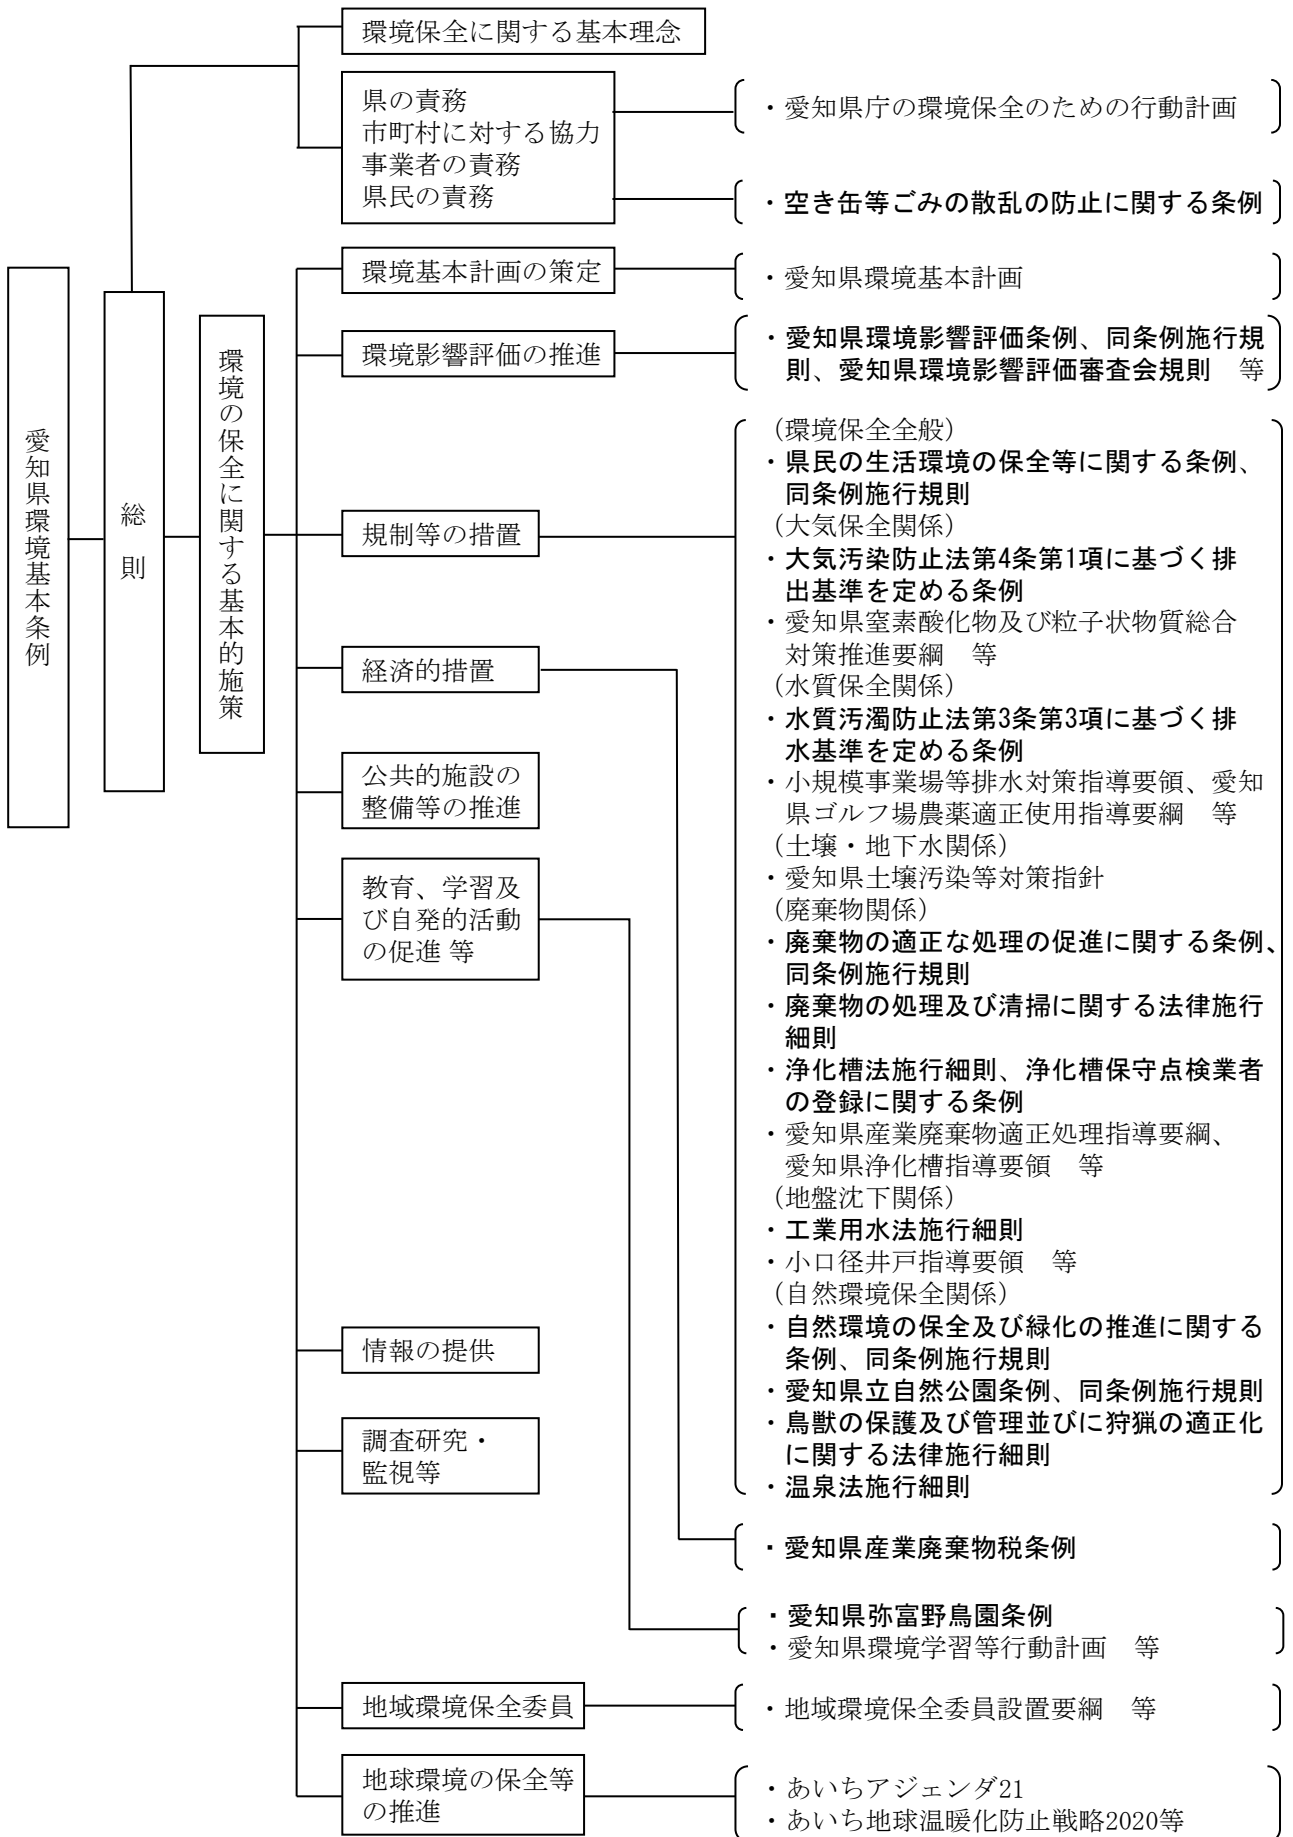 愛知県環境基本条例
総則
環境の保全に関する基本的施策
環境保全に関する基本理念
県の責務
市町村に対する協力
事業者の責務
県民の責務
・愛知県庁の環境保全のための行動計画
・空き缶等ごみの散乱の防止に関する条例
環境基本計画の策定
・愛知県環境基本計画
環境影響評価の推進
・愛知県環境影響評価条例、同条例施行規
則、愛知県環境影響評価審査会規則 等
規制等の措置
(環境保全全般)
・県民の生活環境の保全等に関する条例、
同条例施行規則
(大気保全関係)
・大気汚染防止法第4条第1項に基づく排
出基準を定める条例
・愛知県窒素酸化物及び粒子状物質総合
対策推進要綱 等
(水質保全関係)
・水質汚濁防止法第3条第3項に基づく排
水基準を定める条例
・小規模事業場等排水対策指導要領、愛知
県ゴルフ場農薬適正使用指導要綱 等
(土壌・地下水関係)
・愛知県土壌汚染等対策指針
(廃棄物関係)
・廃棄物の適正な処理の促進に関する条例、
同条例施行規則
・廃棄物の処理及び清掃に関する法律施行
細則
・浄化槽法施行細則、浄化槽保守点検業者
の登録に関する条例
・愛知県産業廃棄物適正処理指導要綱、
愛知県浄化槽指導要領 等
(地盤沈下関係)
・工業用水法施行細則
・小口径井戸指導要領 等
(自然環境保全関係)
・自然環境の保全及び緑化の推進に関する
条例、同条例施行規則
・愛知県立自然公園条例、同条例施行規則
・鳥獣の保護及び管理並びに狩猟の適正化
に関する法律施行細則
・温泉法施行細則
経済的措置
・愛知県産業廃棄物税条例
公共的施設の
整備等の推進
教育、学習及
び自発的活動
の促進 等
・愛知県弥富野鳥園条例
・愛知県環境学習等行動計画 等
情報の提供
調査研究・
監視等
地域環境保全委員
・地域環境保全委員設置要綱 等
地球環境の保全等
の推進
・あいちアジェンダ21
・あいち地球温暖化防止戦略2020等